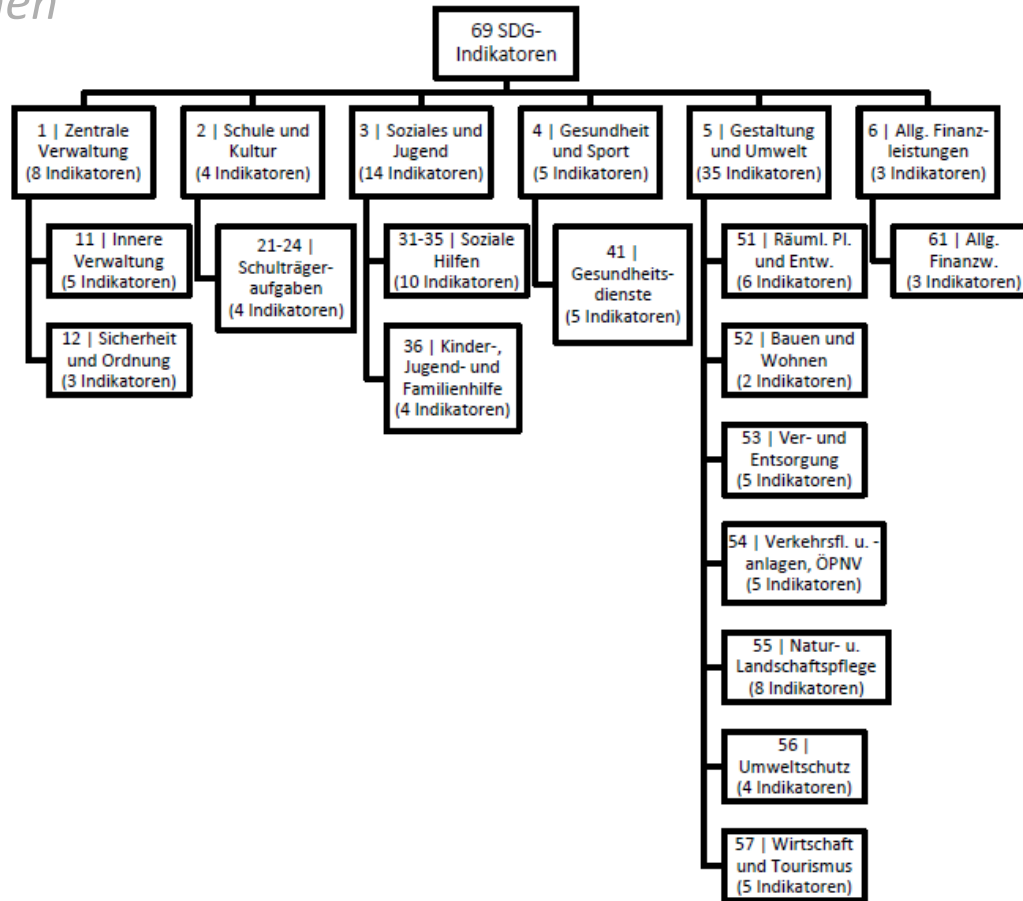 69 SDG-
Indikatoren
1 | Zentrale
Verwaltung
(8 Indikatoren)
2 | Schule und
Kultur
(4 Indikatoren)
3 | Soziales und
Jugend
(14 Indikatoren)
4 | Gesundheit
und Sport
(5 Indikatoren)
5 | Gestaltung
und Umwelt
(35 Indikatoren)
6 | Allg. Finanz-
leistungen
(3 Indikatoren)
11 | Innere
Verwaltung
(5 Indikatoren)
12 | Sicherheit
und Ordnung
(3 Indikatoren)
21-24 |
Schulträger-
aufgaben
(4 Indikatoren)
31-35 | Soziale
Hilfen
(10 Indikatoren)
36 | Kinder-,
Jugend- und
Familienhilfe
(4 Indikatoren)
41 |
Gesundheits-
dienste
(5 Indikatoren)
51 | Räuml. Pl.
und Entw.
(6 Indikatoren)
52 | Bauen und
Wohnen
(2 Indikatoren)
53 | Ver- und
Entsorgung
(5 Indikatoren)
54 | Verkehrsfl. u. -
anlagen, ÖPNV
(5 Indikatoren)
55 | Natur- u.
Landschaftspflege
(8 Indikatoren)
56 |
Umweltschutz
(4 Indikatoren)
57 | Wirtschaft
und Tourismus
(5 Indikatoren)
61 | Allg.
Finanzw.
(3 Indikatoren)